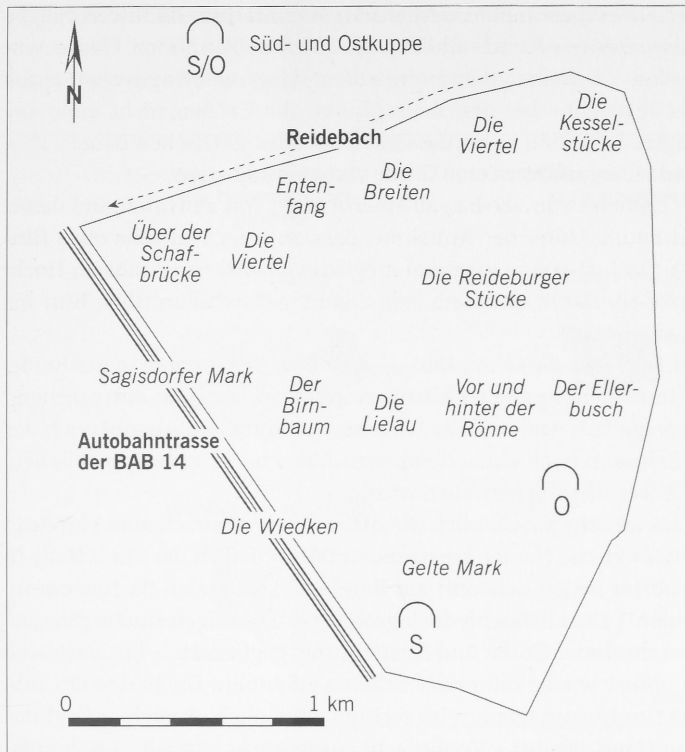 N
S/O
Süd- und Ostkuppe
Reidebach
Die
Kessel-
stücke
Die
Viertel
Die
Breiten
Enten-
fang
Über der
Schaf-
brücke
Die
Viertel
Die Reideburger
Stücke
Sagisdorfer Mark
Der
Birn-
baum
Die
Lielau
Vor und
hinter der
Rönne
Der Eller-
busch
Autobahntrasse
der BAB 14
O
Die Wiedken
Gelte Mark
S
0
1 km